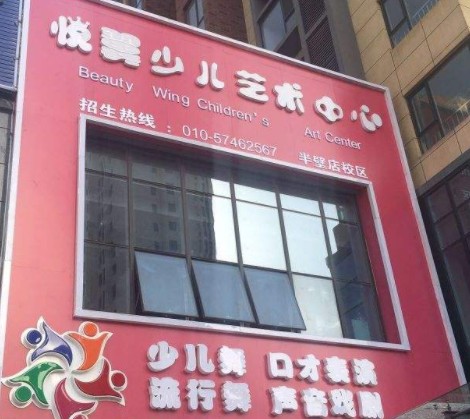 悦翼少儿艺术中心
Beauty Wing Children's Art Center
招生热线：010-57462567 半壁店校区
少儿舞 口才表演
流行舞 声音戏剧